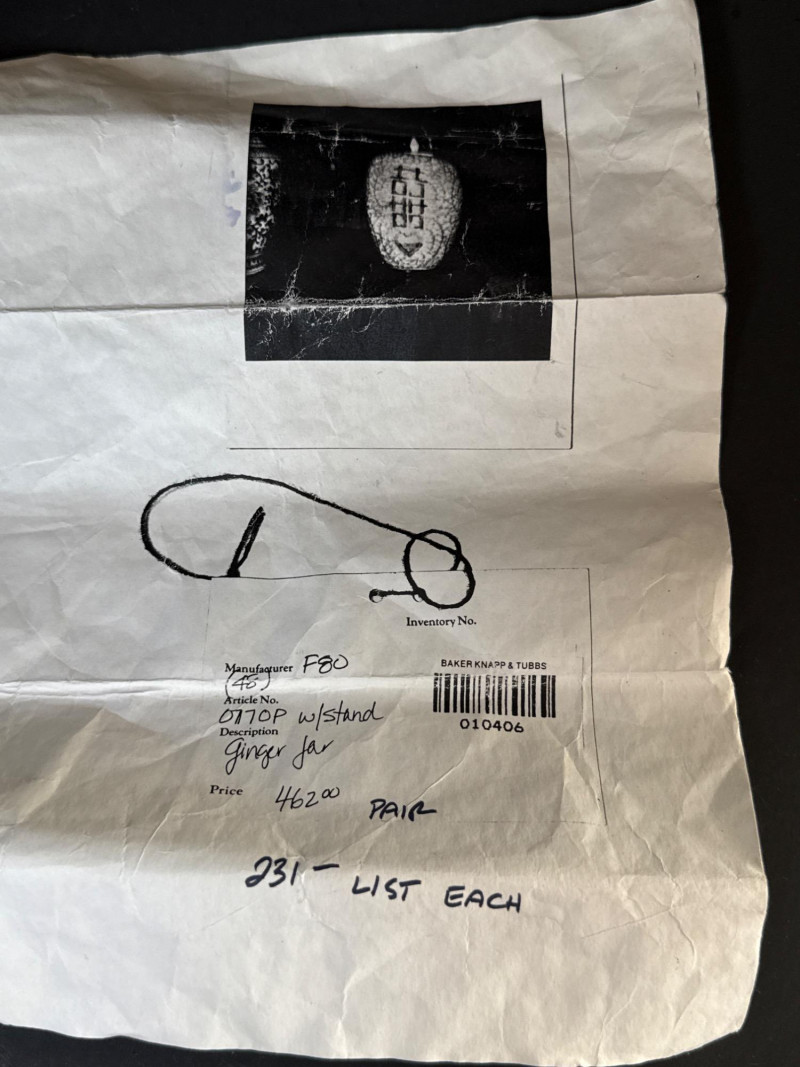 囍
Inventory No.
Manufacturer F80
(45)
BAKER KNAPP & TUBBS
Article No.
0770P w/stand
010406
Description
Ginger Jar
Price 462.00 PAIR
231 — LIST EACH